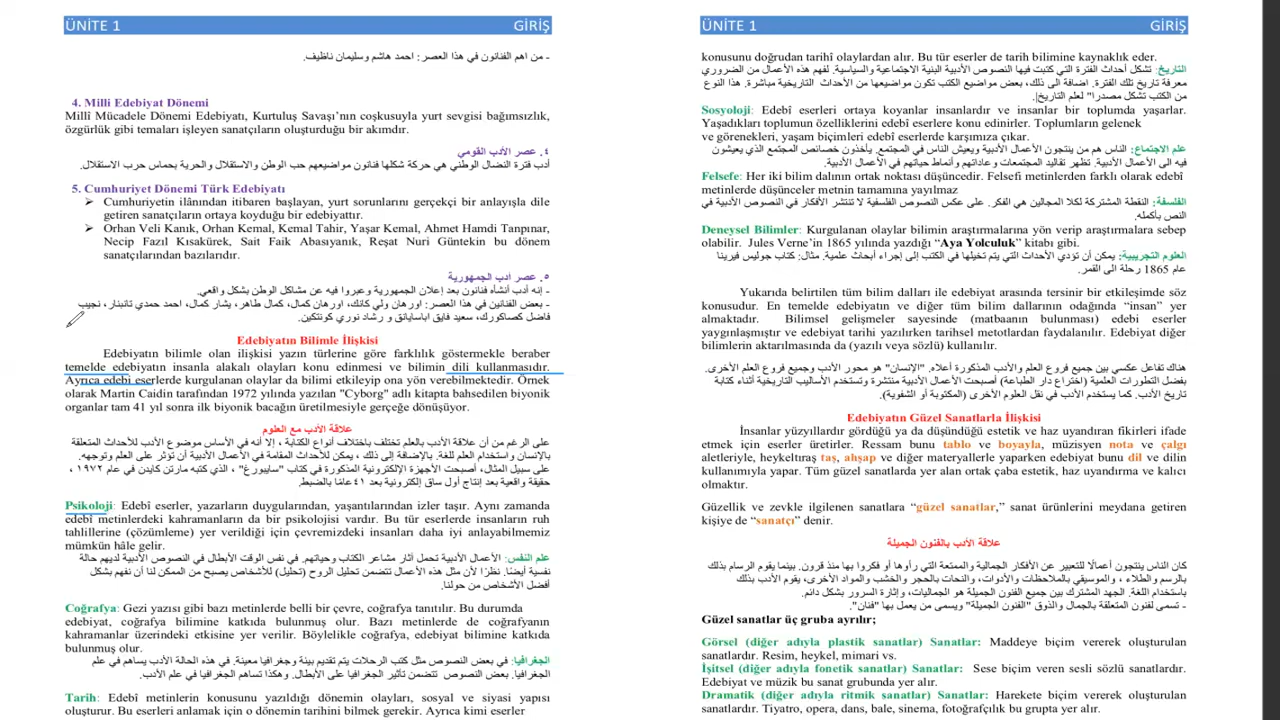 ÜNİTE 1 GİRİŞ
- من اهم الفنانون في هذا العصر: احمد هاشم وسليمان ناظيف.
4. Milli Edebiyat Dönemi
Millî Mücadele Dönemi Edebiyatı, Kurtuluş Savaşı’nın coşkusuyla yurt sevgisi bağımsızlık,
özgürlük gibi temaları işleyen sanatçıların oluşturduğu bir akımdır.
٤. عصر الأدب القومي
أدب فترة النضال الوطني هي حركة شكلها فنانون مواضيعهم حب الوطن والاستقلال والحرية بحماس حرب الاستقلال.
5. Cumhuriyet Dönemi Türk Edebiyatı
➢ Cumhuriyetin ilânından itibaren başlayan, yurt sorunlarını gerçekçi bir anlayışla dile
getiren sanatçıların ortaya koyduğu bir edebiyattır.
➢ Orhan Veli Kanık, Orhan Kemal, Kemal Tahir, Yaşar Kemal, Ahmet Hamdi Tanpınar,
Necip Fazıl Kısakürek, Sait Faik Abasıyanık, Reşat Nuri Güntekin bu dönem
sanatçılarından bazılarıdır.
٥. عصر ادب الجمهورية
- إنه أدب أنشأه فنانون بعد إعلان الجمهورية وعبروا فيه عن مشاكل الوطن بشكل واقعي.
- بعض الفنانين في هذا العصر: اورهان ولي كانك، اورهان كمال، كمال طاهر، يشار كمال، احمد حمدي تانبنار، نجيب
فاضل كصاكورك، سعيد فايق اباسايانق و رشاد نوري كونتكين.
Edebiyatın Bilimle İlişkisi
Edebiyatın bilimle olan ilişkisi yazın türlerine göre farklılık göstermekle beraber
temelde edebiyatın insanla alakalı olayları konu edinmesi ve bilimin dili kullanmasıdır.
Ayrıca edebi eserlerde kurgulanan olaylar da bilimi etkileyip ona yön verebilmektedir. Örnek
olarak Martin Caidin tarafından 1972 yılında yazılan "Cyborg" adlı kitapta bahsedilen biyonik
organlar tam 41 yıl sonra ilk biyonik bacağın üretilmesiyle gerçeğe dönüşüyor.
علاقة الأدب مع العلوم
على الرغم من أن علاقة الأدب بالعلم تختلف باختلاف أنواع الكتابة ، إلا أنه في الأساس موضوع الأدب للأحداث المتعلقة
بالإنسان واستخدام العلم للغة. بالإضافة إلى ذلك ، يمكن للأحداث المقامة في الأعمال الأدبية أن تؤثر على العلم وتوجهه.
على سبيل المثال، أصبحت الأجهزة الإلكترونية المذكورة في كتاب "سايبورغ" ، الذي كتبه مارتن كايدن في عام ١٩٧٢ ،
حقيقة واقعية بعد إنتاج أول ساق إلكترونية بعد ٤١ عامًا بالضبط.
Psikoloji: Edebî eserler, yazarların duygularından, yaşantılarından izler taşır. Aynı zamanda
edebî metinlerdeki kahramanların da bir psikolojisi vardır. Bu tür eserlerde insanların ruh
tahlillerine (çözümleme) yer verildiği için çevremizdeki insanları daha iyi anlayabilmemiz
mümkün hâle gelir.
علم النفس: الأعمال الأدبية تحمل آثار مشاعر الكتاب وحياتهم. في نفس الوقت الأبطال في النصوص الأدبية لديهم حالة
نفسية أيضًا. نظرًا لأن مثل هذه الأعمال تتضمن تحليل الروح (تحليل) للأشخاص يصبح من الممكن لنا أن نفهم بشكل
أفضل الأشخاص من حولنا.
Coğrafya: Gezi yazısı gibi bazı metinlerde belli bir çevre, coğrafya tanıtılır. Bu durumda
edebiyat, coğrafya bilimine katkıda bulunmuş olur. Bazı metinlerde de coğrafyanın
kahramanlar üzerindeki etkisine yer verilir. Böylelikle coğrafya, edebiyat bilimine katkıda
bulunmuş olur.
الجغرافيا: في بعض النصوص مثل كتب الرحلات يتم تقديم بيئة وجغرافيا معينة. في هذه الحالة الأدب يساهم في علم
الجغرافيا. بعض النصوص تتضمن تأثير الجغرافيا على الأبطال. وهكذا تساهم الجغرافيا في علم الأدب.
Tarih: Edebî metinlerin konusunu yazıldığı dönemin olayları, sosyal ve siyasi yapısı
oluşturur. Bu eserleri anlamak için o dönemin tarihini bilmek gerekir. Ayrıca kimi eserler
ÜNİTE 1 GİRİŞ
konusunu doğrudan tarihî olaylardan alır. Bu tür eserler de tarih bilimine kaynaklık eder.
التاريخ: تشكل أحداث الفترة التي كتبت فيها النصوص الأدبية البنية الاجتماعية والسياسية. لفهم هذه الأعمال من الضروري
معرفة تاريخ تلك الفترة. اضافة الى ذلك، بعض مواضيع الكتب تكون مواضيعها من الأحداث التاريخية مباشرة. هذا النوع
من الكتب تشكل مصدرا" لعلم التاريخ.
Sosyoloji: Edebî eserleri ortaya koyanlar insanlardır ve insanlar bir toplumda yaşarlar.
Yaşadıkları toplumun özelliklerini edebî eserlere konu edinirler. Toplumların gelenek
ve görenekleri, yaşam biçimleri edebî eserlerde karşımıza çıkar.
علم الاجتماع: الناس هم من ينتجون الأعمال الأدبية ويعيش الناس في المجتمع. يأخذون خصائص المجتمع الذي يعيشون
فيه الى الأعمال الأدبية. تظهر تقاليد المجتمعات وعاداتهم وأنماط حياتهم في الأعمال الأدبية.
Felsefe: Her iki bilim dalının ortak noktası düşüncedir. Felsefi metinlerden farklı olarak edebî
metinlerde düşünceler metnin tamamına yayılmaz
الفلسفة: النقطة المشتركة لكلا المجالين هي الفكر. على عكس النصوص الفلسفية لا تنتشر الأفكار في النصوص الأدبية في
النص بأكمله.
Deneysel Bilimler: Kurgulanan olaylar bilimin araştırmalarına yön verip araştırmalara sebep
olabilir. Jules Verne’in 1865 yılında yazdığı “Aya Yolculuk” kitabı gibi.
العلوم التجريبية: يمكن أن تؤدي الأحداث التي يتم تخيلها في الكتب إلى إجراء أبحاث علمية. مثال: كتاب جوليس فيرينا
عام 1865 رحلة الى القمر.
Yukarıda belirtilen tüm bilim dalları ile edebiyat arasında tersinir bir etkileşimde söz
konusudur. En temelde edebiyatın ve diğer tüm bilim dallarının odağında “insan” yer
almaktadır. Bilimsel gelişmeler sayesinde (matbaanın bulunması) edebi eserler
yaygınlaşmıştır ve edebiyat tarihi yazılırken tarihsel metotlardan faydalanılır. Edebiyat diğer
bilimlerin aktarılmasında da (yazılı veya sözlü) kullanılır.
هناك تفاعل عكسي بين جميع فروع العلم والأدب المذكورة أعلاه. "الإنسان" هو محور الأدب وجميع فروع العلم الأخرى.
بفضل التطورات العلمية (اختراع دار الطباعة) أصبحت الأعمال الأدبية منتشرة وتستخدم الأساليب التاريخية أثناء كتابة
تاريخ الأدب. كما يستخدم الأدب في نقل العلوم الأخرى (المكتوبة أو الشفوية).
Edebiyatın Güzel Sanatlarla İlişkisi
İnsanlar yüzyıllardır gördüğü ya da düşündüğü estetik ve haz uyandıran fikirleri ifade
etmek için eserler üretirler. Ressam bunu tablo ve boyayla, müzisyen nota ve çalgı
aletleriyle, heykeltıraş taş, ahşap ve diğer materyallerle yaparken edebiyat bunu dil ve dilin
kullanımıyla yapar. Tüm güzel sanatlarda yer alan ortak çaba estetik, haz uyandırma ve kalıcı
olmaktır.
Güzellik ve zevkle ilgilenen sanatlara “güzel sanatlar,” sanat ürünlerini meydana getiren
kişiye de “sanatçı” denir.
علاقة الأدب بالفنون الجميلة
كان الناس ينتجون أعمالًا للتعبير عن الأفكار الجمالية والممتعة التي رأوها أو فكروا بها منذ قرون. بينما يقوم الرسام بذلك
بالرسم والطلاء ، والموسيقي بالملاحظات والأدوات، والنحات بالحجر والخشب والمواد الأخرى، يقوم الأدب بذلك
باستخدام اللغة. الجهد المشترك بين جميع الفنون الجميلة هو الجماليات، وإثارة السرور بشكل دائم.
- تسمى لفنون المتعلقة بالجمال والذوق "الفنون الجميلة" ويسمى من يعمل بها "فنان".
Güzel sanatlar üç gruba ayrılır;
Görsel (diğer adıyla plastik sanatlar) Sanatlar: Maddeye biçim vererek oluşturulan
sanatlardır. Resim, heykel, mimari vs.
İşitsel (diğer adıyla fonetik sanatlar) Sanatlar: Sese biçim veren sesli sözlü sanatlardır.
Edebiyat ve müzik bu sanat grubunda yer alır.
Dramatik (diğer adıyla ritmik sanatlar) Sanatlar: Harekete biçim vererek oluşturulan
sanatlardır. Tiyatro, opera, dans, bale, sinema, fotoğrafçılık bu grupta yer alır.